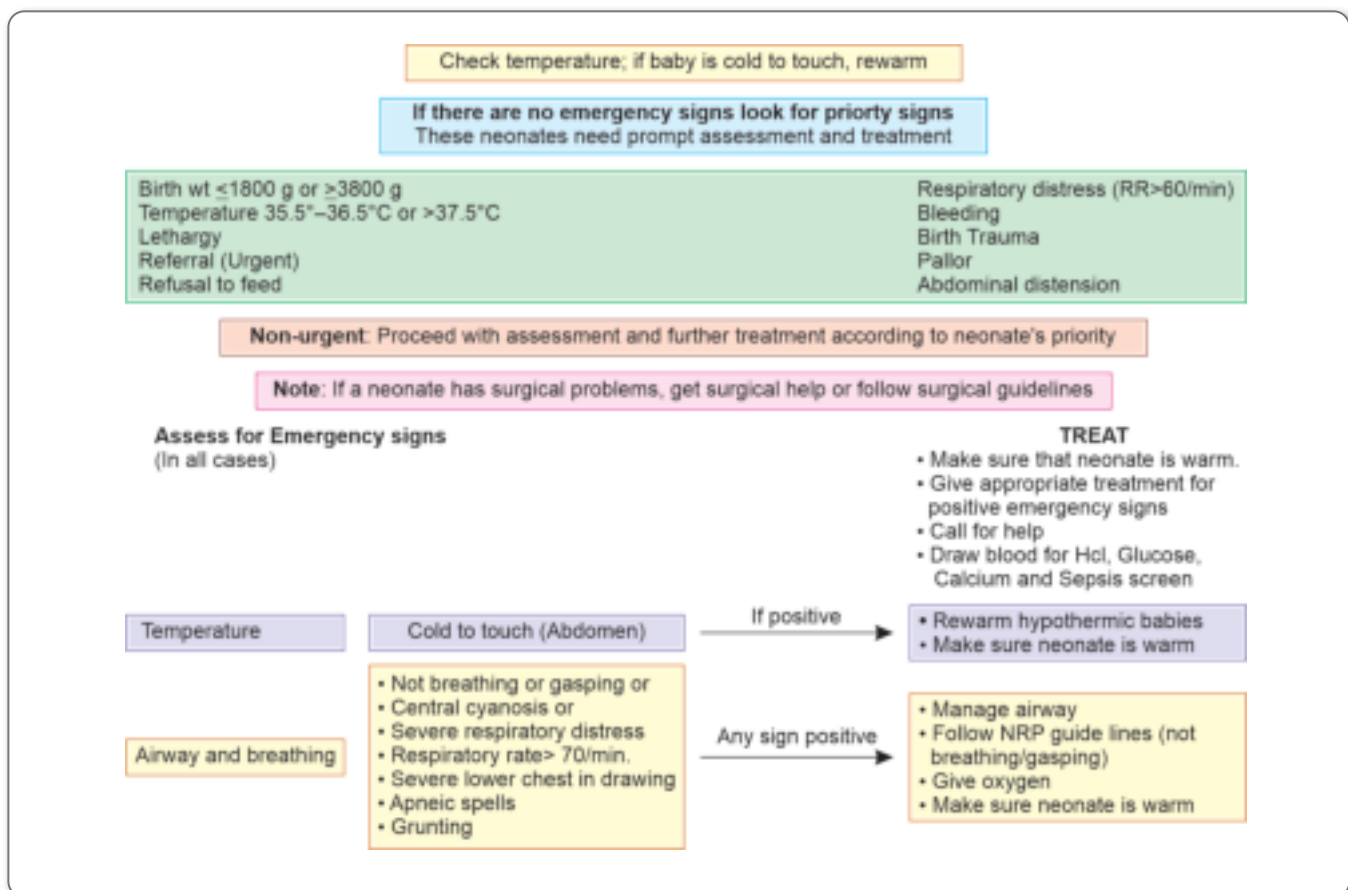 Check temperature; if baby is cold to touch, rewarm
If there are no emergency signs look for priorty signs
These neonates need prompt assessment and treatment
Birth wt ≤1800 g or ≥3800 g
Temperature 35.5°–36.5°C or >37.5°C
Lethargy
Referral (Urgent)
Refusal to feed
Respiratory distress (RR>60/min)
Bleeding
Birth Trauma
Pallor
Abdominal distension
Non-urgent: Proceed with assessment and further treatment according to neonate's priority
Note: If a neonate has surgical problems, get surgical help or follow surgical guidelines
Assess for Emergency signs
(In all cases)
TREAT
• Make sure that neonate is warm.
• Give appropriate treatment for
positive emergency signs
• Call for help
• Draw blood for Hcl, Glucose,
Calcium and Sepsis screen
Temperature
Cold to touch (Abdomen)
If positive
• Rewarm hypothermic babies
• Make sure neonate is warm
Airway and breathing
• Not breathing or gasping or
• Central cyanosis or
• Severe respiratory distress
• Respiratory rate> 70/min.
• Severe lower chest in drawing
• Apneic spells
• Grunting
Any sign positive
• Manage airway
• Follow NRP guide lines (not
breathing/gasping)
• Give oxygen
• Make sure neonate is warm